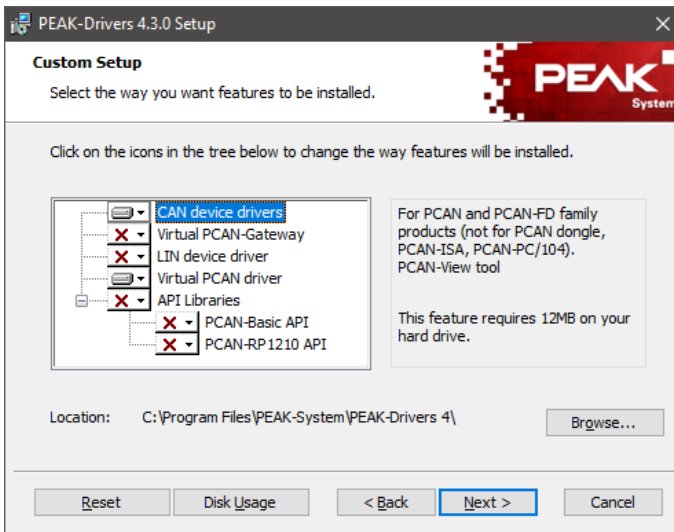 PEAK-Drivers 4.3.0 Setup
Custom Setup
Select the way you want features to be installed.
PEAK
System
Click on the icons in the tree below to change the way features will be installed.
CAN device drivers
Virtual PCAN-Gateway
LIN device driver
Virtual PCAN driver
API Libraries
PCAN-Basic API
PCAN-RP1210 API
For PCAN and PCAN-FD family
products (not for PCAN dongle,
PCAN-ISA, PCAN-PC/104).
PCAN-View tool
This feature requires 12MB on your
hard drive.
Location: C:\Program Files\PEAK-System\PEAK-Drivers 4\
Browse...
Reset Disk Usage < Back Next > Cancel